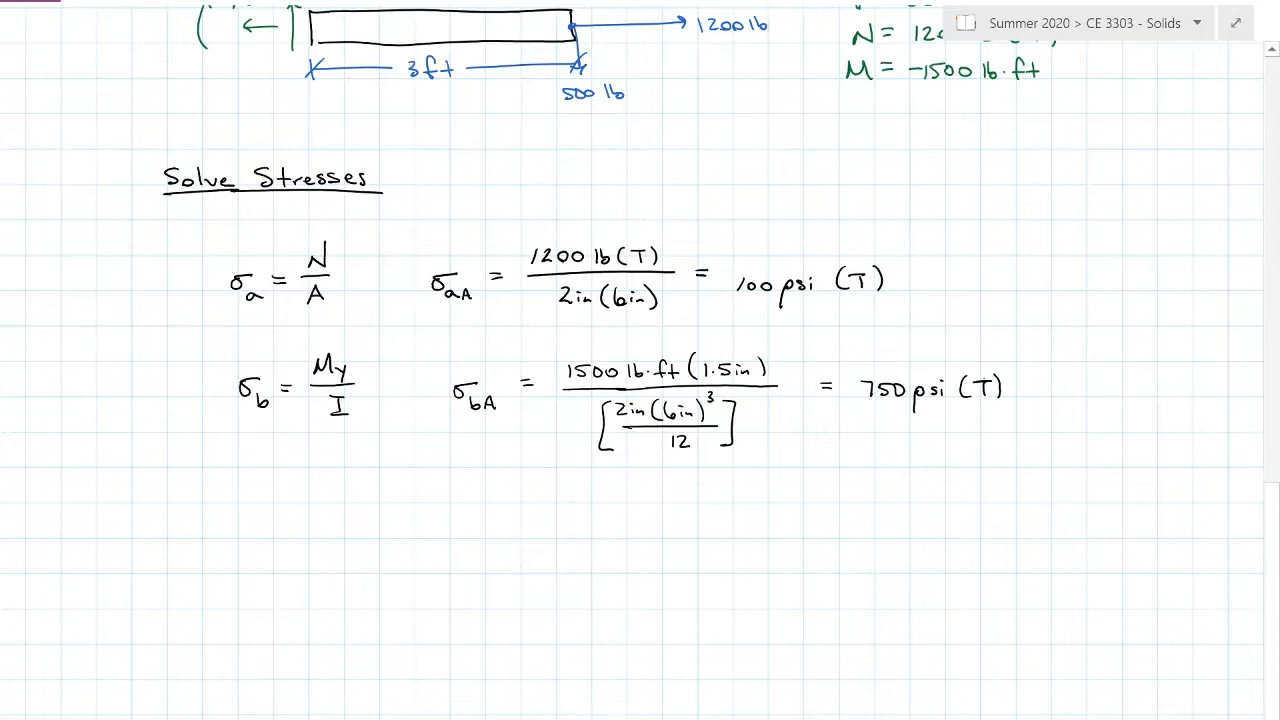 Summer 2020 > CE 3303 - Solids
1200 lb
N = 12
M = -1500 lb·ft
3 ft
500 lb
Solve Stresses
σa = N/A σaA = 1200 lb (T) / 2in(6in) = 100 psi (T)
σb = My/I σbA = 1500 lb·ft (1.5in) / [2in(6in)³/12] = 750 psi (T)